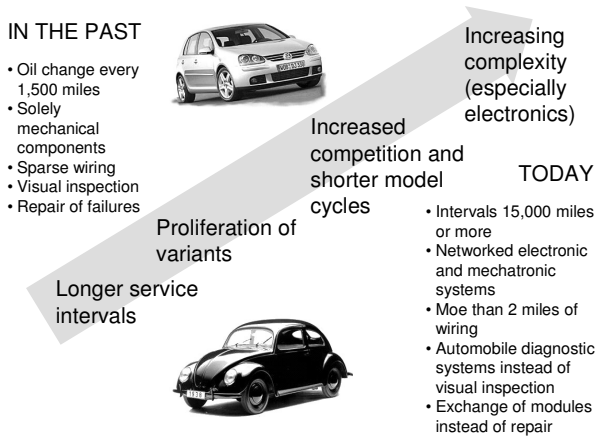 IN THE PAST
• Oil change every
1,500 miles
• Solely
mechanical
components
• Sparse wiring
• Visual inspection
• Repair of failures
Increasing
complexity
(especially
electronics)
Increased
competition and
shorter model
cycles
Proliferation of
variants
Longer service
intervals
TODAY
• Intervals 15,000 miles
or more
• Networked electronic
and mechatronic
systems
• Moe than 2 miles of
wiring
• Automobile diagnostic
systems instead of
visual inspection
• Exchange of modules
instead of repair
1938